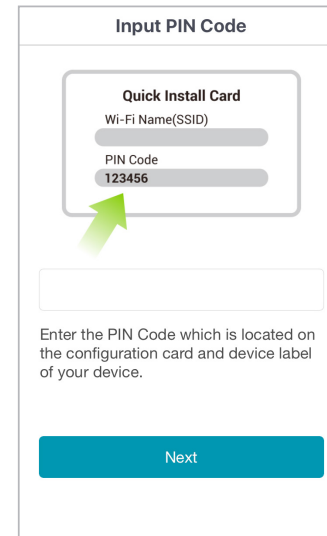 Input PIN Code
Quick Install Card
Wi-Fi Name(SSID)
PIN Code
123456
Enter the PIN Code which is located on
the configuration card and device label
of your device.
Next